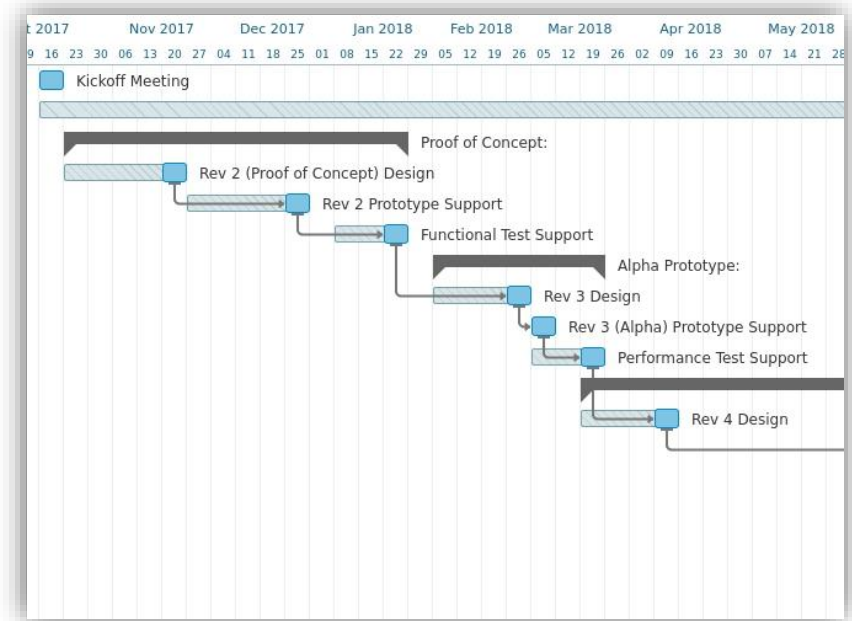 t 2017 Nov 2017 Dec 2017 Jan 2018 Feb 2018 Mar 2018 Apr 2018 May 2018
9 16 23 30 06 13 20 27 04 11 18 25 01 08 15 22 29 05 12 19 26 05 12 19 26 02 09 16 23 30 07 14 21 28
Kickoff Meeting
Proof of Concept:
Rev 2 (Proof of Concept) Design
Rev 2 Prototype Support
Functional Test Support
Alpha Prototype:
Rev 3 Design
Rev 3 (Alpha) Prototype Support
Performance Test Support
Rev 4 Design